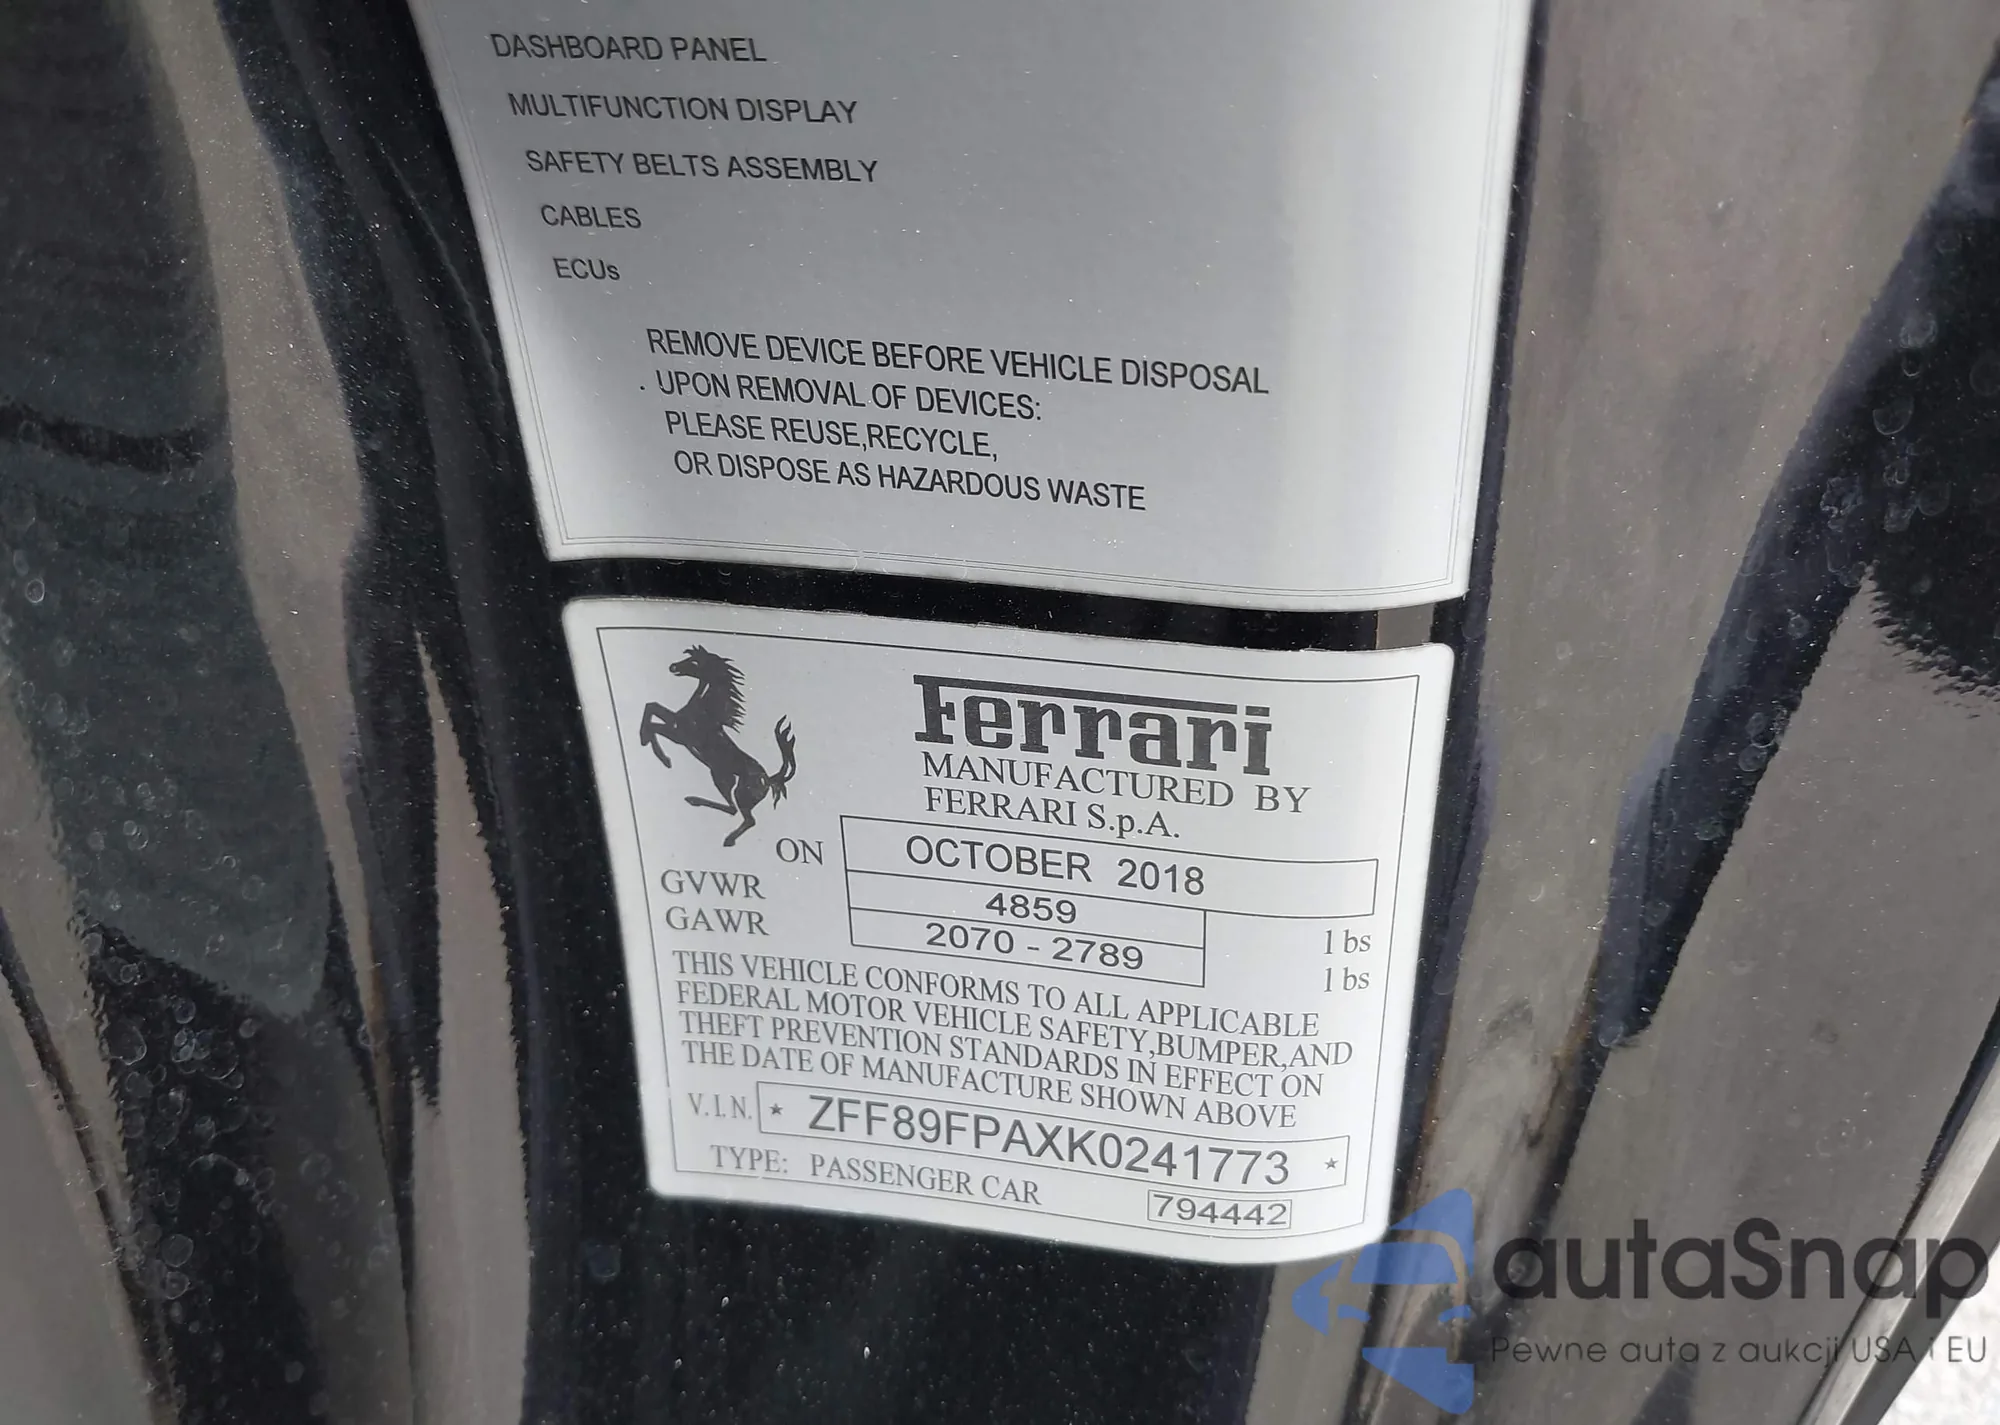 DASHBOARD PANEL
MULTIFUNCTION DISPLAY
SAFETY BELTS ASSEMBLY
CABLES
ECUs
REMOVE DEVICE BEFORE VEHICLE DISPOSAL
. UPON REMOVAL OF DEVICES:
PLEASE REUSE,RECYCLE,
OR DISPOSE AS HAZARDOUS WASTE
Ferrari
MANUFACTURED BY
FERRARI S.p.A.
ON OCTOBER 2018
GVWR 4859 lbs
GAWR 2070 - 2789 lbs
THIS VEHICLE CONFORMS TO ALL APPLICABLE
FEDERAL MOTOR VEHICLE SAFETY,BUMPER,AND
THEFT PREVENTION STANDARDS IN EFFECT ON
THE DATE OF MANUFACTURE SHOWN ABOVE
V.I.N. * ZFF89FPAXK0241773 *
TYPE: PASSENGER CAR 794442
autaSnap
Pewne auta z aukcji USA i EU